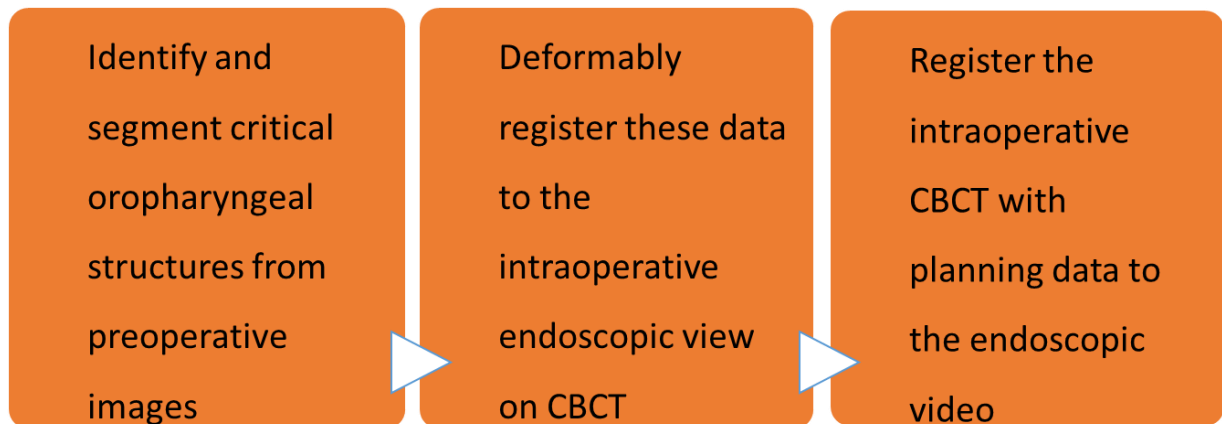 Identify and
segment critical
oropharyngeal
structures from
preoperative
images
Deformably
register these data
to the
intraoperative
endoscopic view
on CBCT
Register the
intraoperative
CBCT with
planning data to
the endoscopic
video